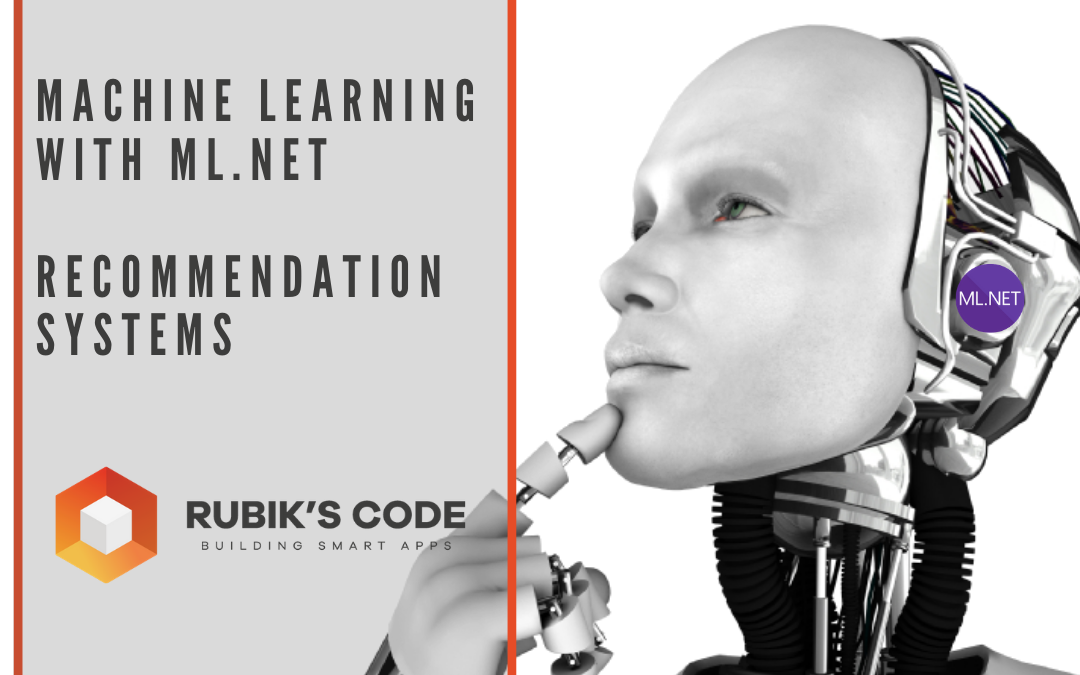 MACHINE LEARNING
WITH ML.NET
RECOMMENDATION
SYSTEMS
RUBIK'S CODE
BUILDING SMART APPS
ML.NET